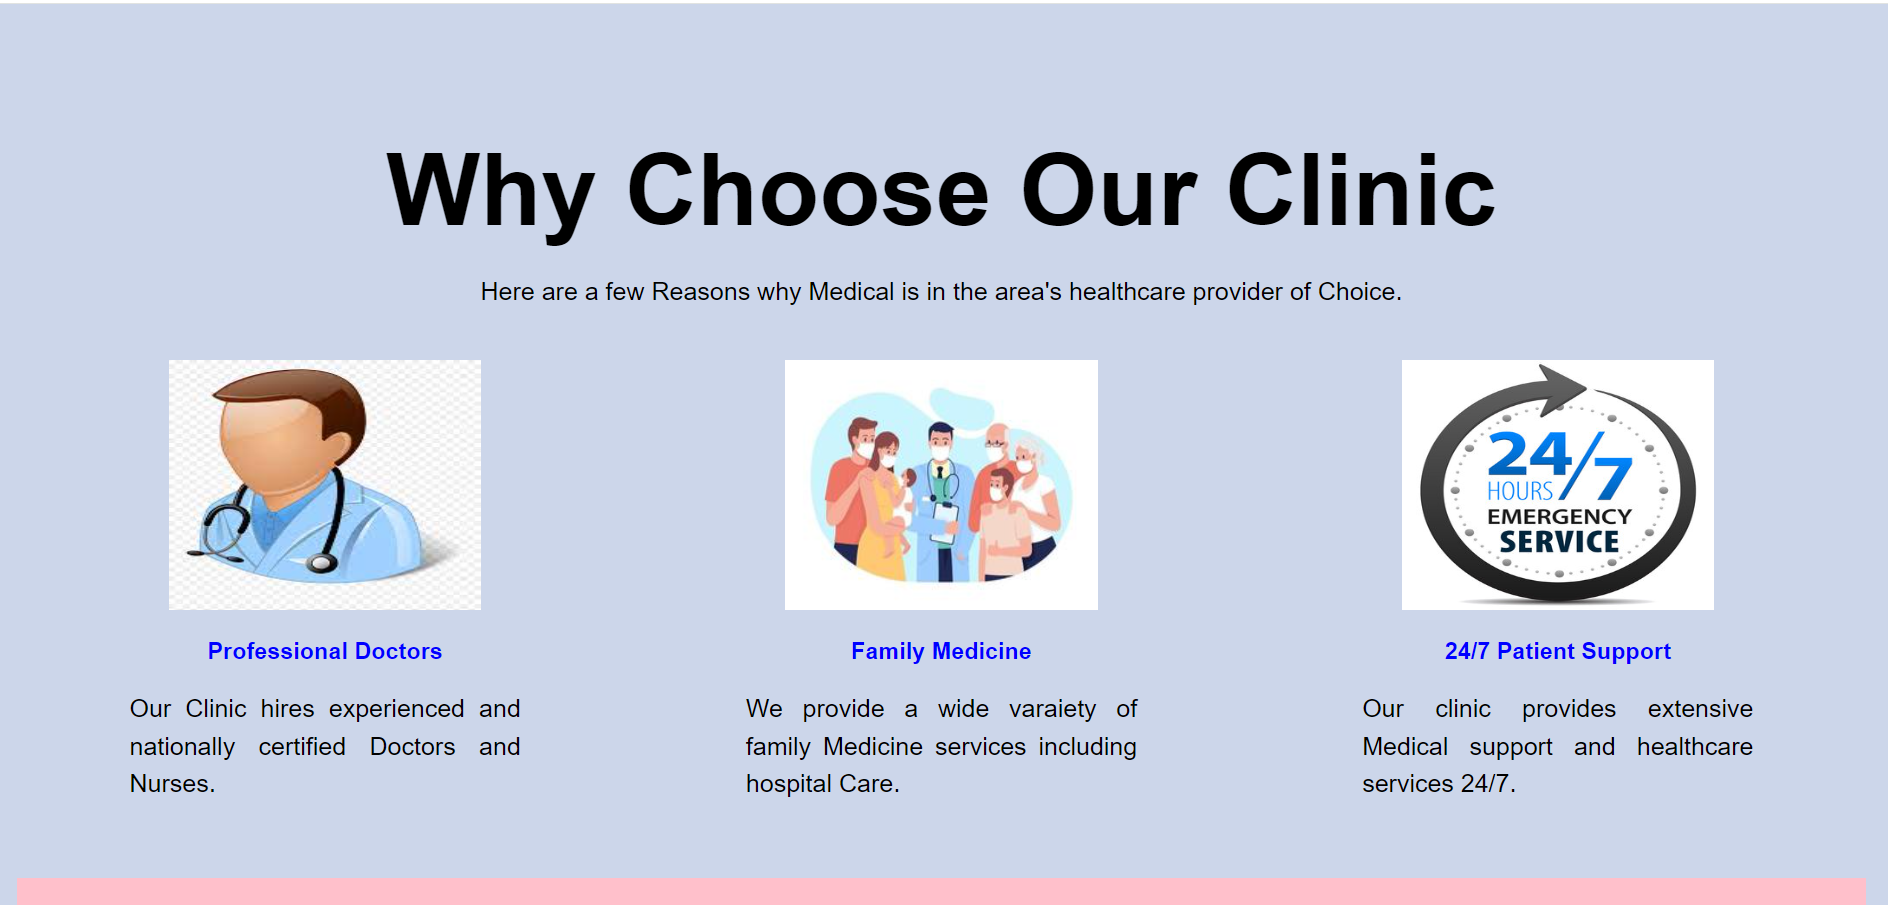 Why Choose Our Clinic
Here are a few Reasons why Medical is in the area's healthcare provider of Choice.
24/7
HOURS
EMERGENCY
SERVICE
Professional Doctors
Our Clinic hires experienced and
nationally certified Doctors and
Nurses.
Family Medicine
We provide a wide varaiety of
family Medicine services including
hospital Care.
24/7 Patient Support
Our clinic provides extensive
Medical support and healthcare
services 24/7.